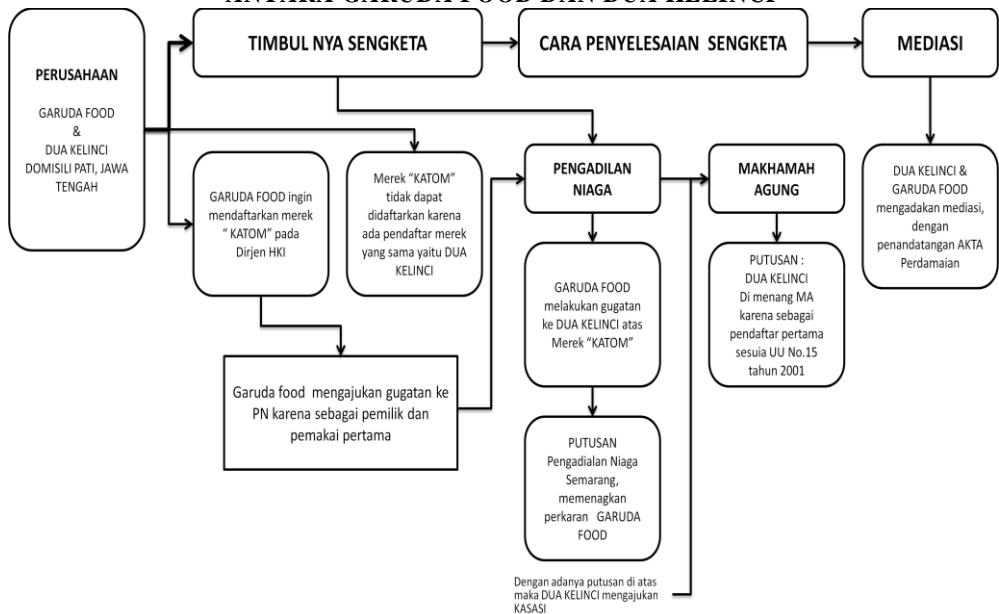 ANTARA GARUDA FOOD DAN DUA KELINCI
TIMBUL NYA SENGKETA
CARA PENYELESAIAN SENGKETA
MEDIASI
PERUSAHAAN
GARUDA FOOD
&
DUA KELINCI
DOMISILI PATI, JAWA
TENGAH
GARUDA FOOD ingin
mendaftarkan merek
“ KATOM” pada
Dirjen HKI
Merek “KATOM”
tidak dapat
didaftarkan karena
ada pendaftar merek
yang sama yaitu DUA
KELINCI
PENGADILAN
NIAGA
MAKHAMAH
AGUNG
DUA KELINCI &
GARUDA FOOD
mengadakan mediasi,
dengan
penandatangan AKTA
Perdamaian
GARUDA FOOD
melakukan gugatan
ke DUA KELINCI atas
Merek “KATOM”
PUTUSAN :
DUA KELINCI
Di menang MA
karena sebagai
pendaftar pertama
sesuia UU No.15
tahun 2001
Garuda food mengajukan gugatan ke
PN karena sebagai pemilik dan
pemakai pertama
PUTUSAN
Pengadialan Niaga
Semarang,
memenagkan
perkaran GARUDA
FOOD
Dengan adanya putusan di atas
maka DUA KELINCI mengajukan
KASASI